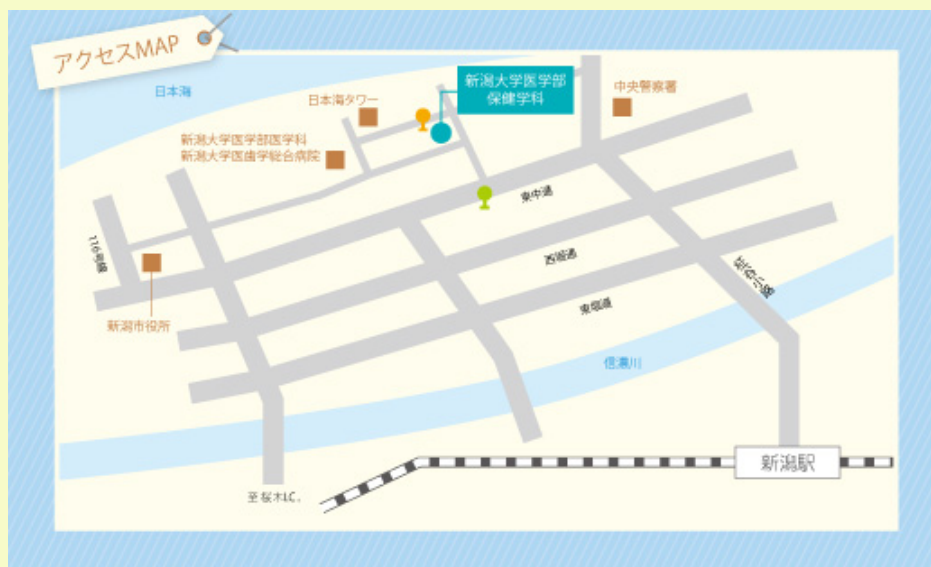 アクセスMAP
日本海
日本海タワー
新潟大学医学部
保健学科
中央警察署
新潟大学医学部医学科
新潟大学医歯学総合病院
東中通
116号線
西堀通
東堀通
柾谷小路
新潟市役所
信濃川
新潟駅
至 桜木I.C.